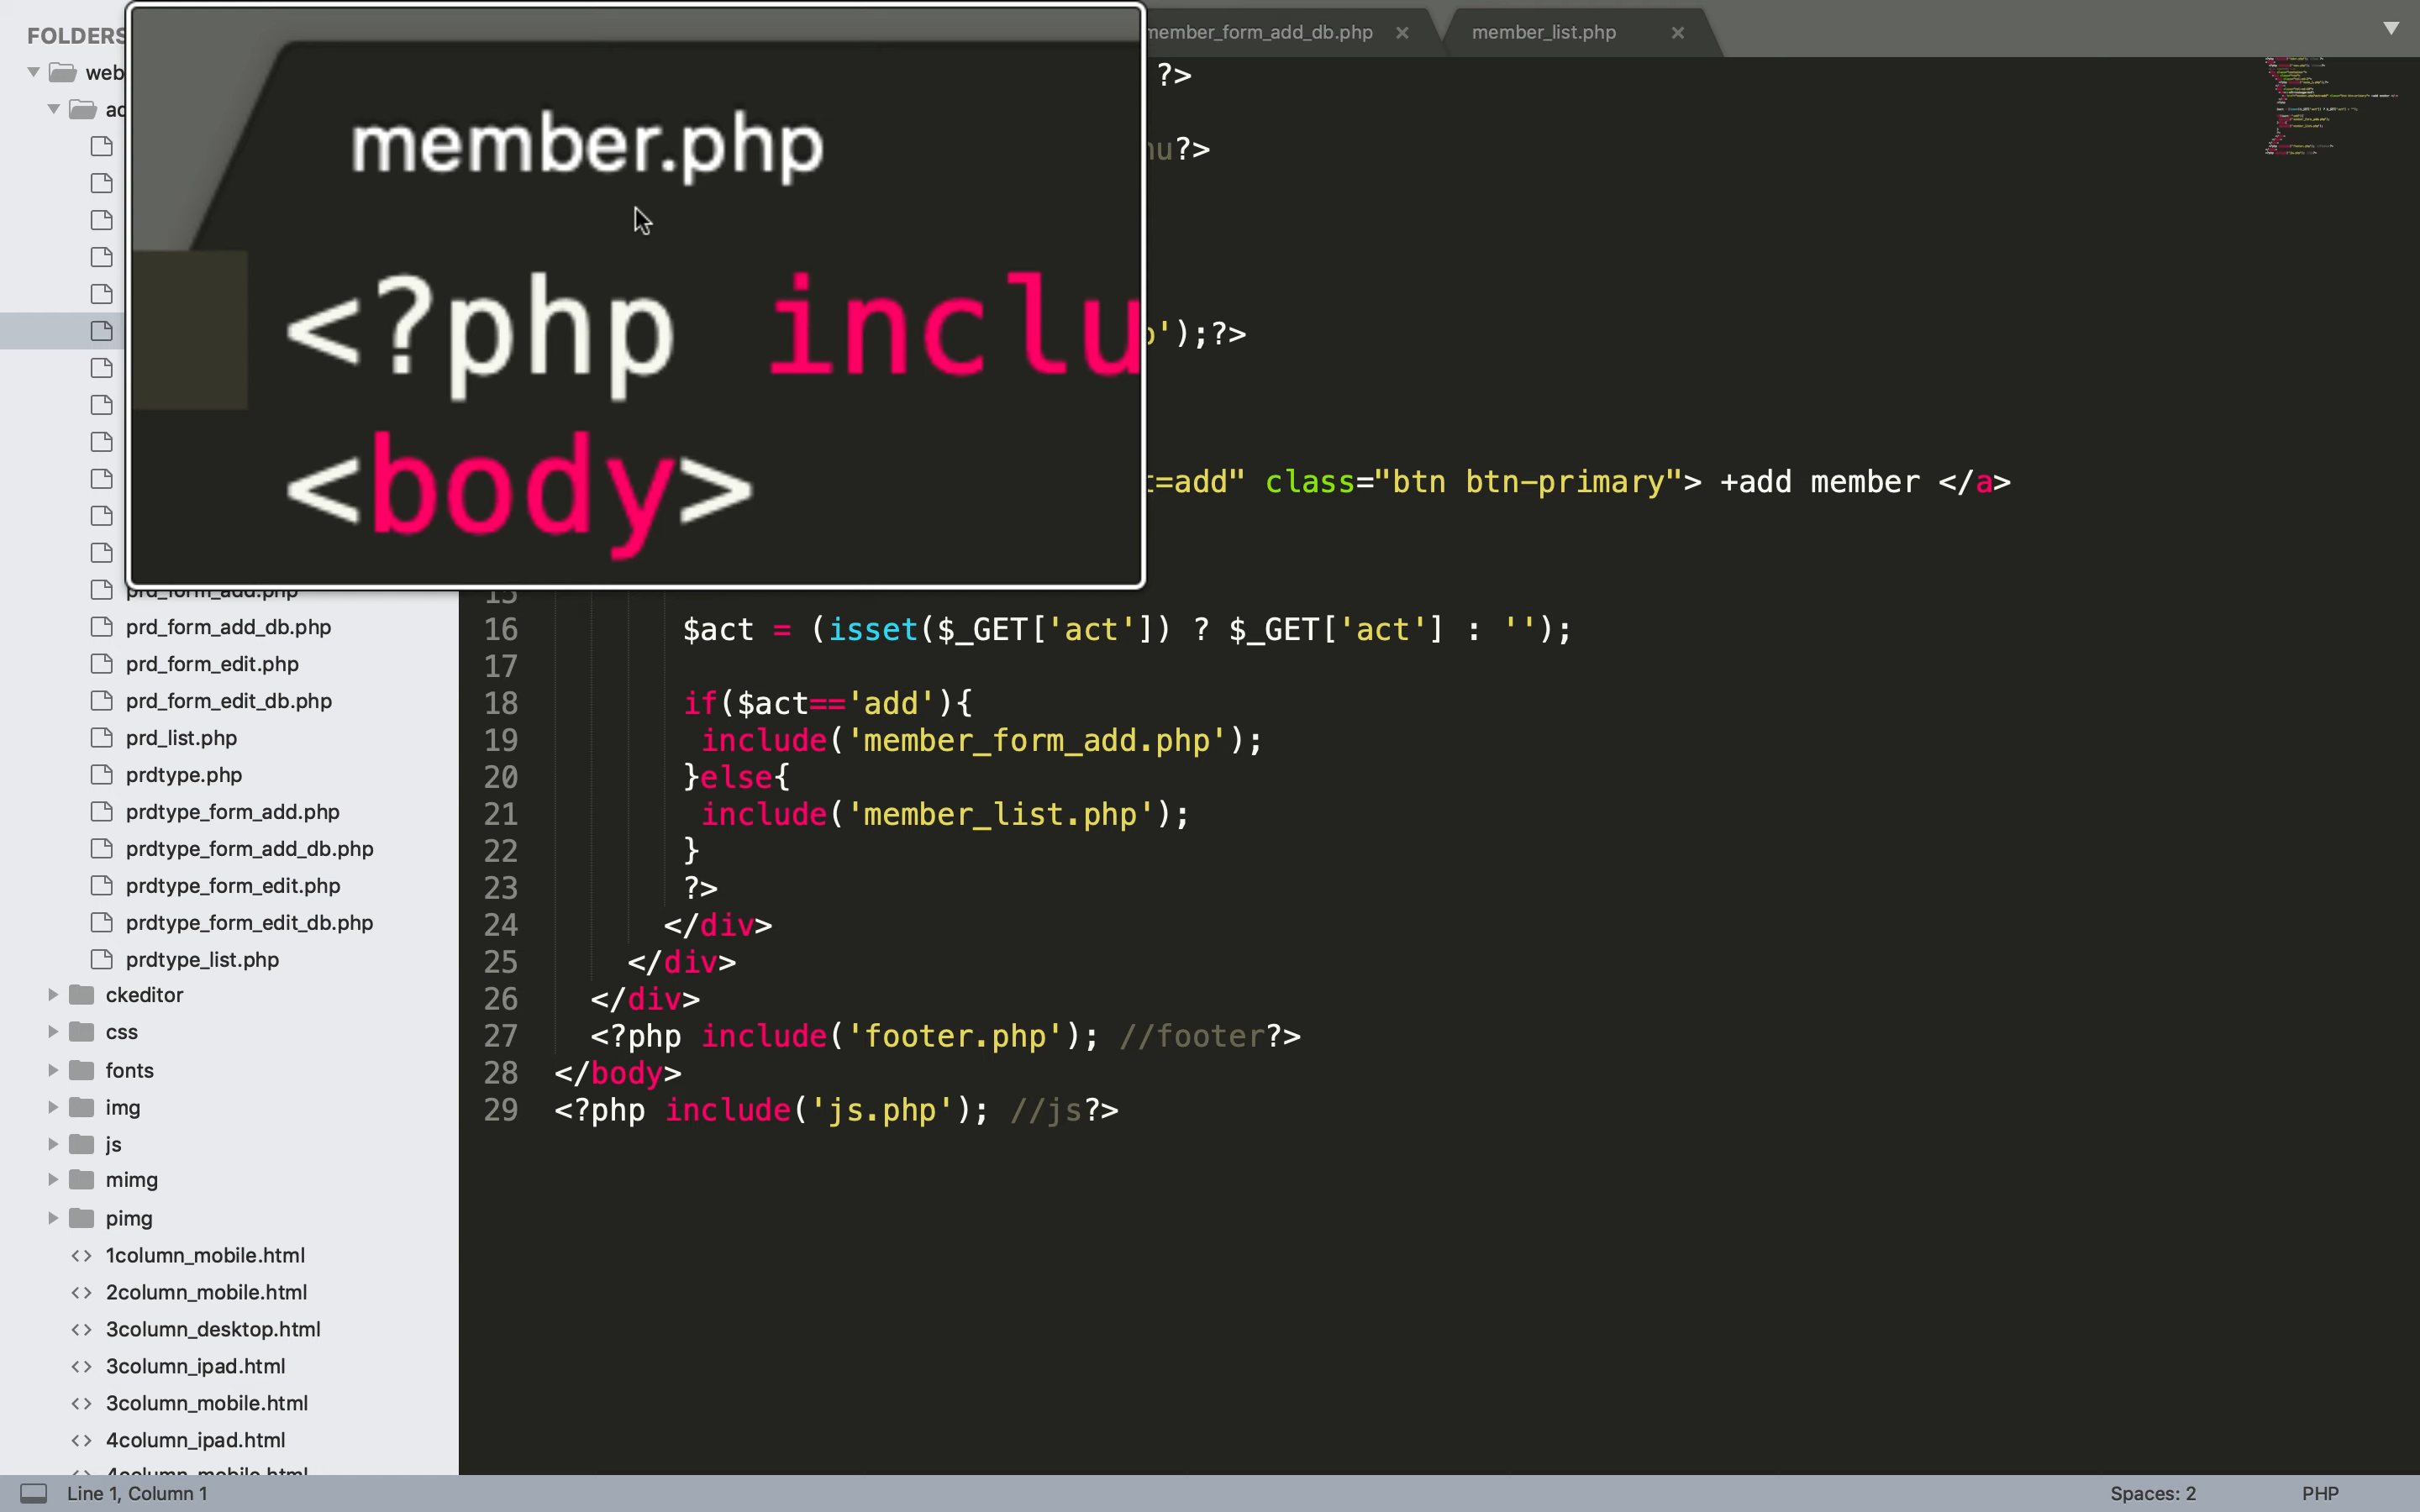 FOLDERS
web
member.php
<?php inclu
<body>
member_form_add_db.php
member_list.php
?>
?>
');?>
=add" class="btn btn-primary"> +add member </a>
16 $act = (isset($_GET['act']) ? $_GET['act'] : '');
17
18 if($act=='add'){
19 include('member_form_add.php');
20 }else{
21 include('member_list.php');
22 }
23 ?>
24 </div>
25 </div>
26 </div>
27 <?php include('footer.php'); //footer?>
28 </body>
29 <?php include('js.php'); //js?>
prd_form_add.php
prd_form_add_db.php
prd_form_edit.php
prd_form_edit_db.php
prd_list.php
prdtype.php
prdtype_form_add.php
prdtype_form_add_db.php
prdtype_form_edit.php
prdtype_form_edit_db.php
prdtype_list.php
ckeditor
css
fonts
img
js
mimg
pimg
1column_mobile.html
2column_mobile.html
3column_desktop.html
3column_ipad.html
3column_mobile.html
4column_ipad.html
Line 1, Column 1
Spaces: 2
PHP